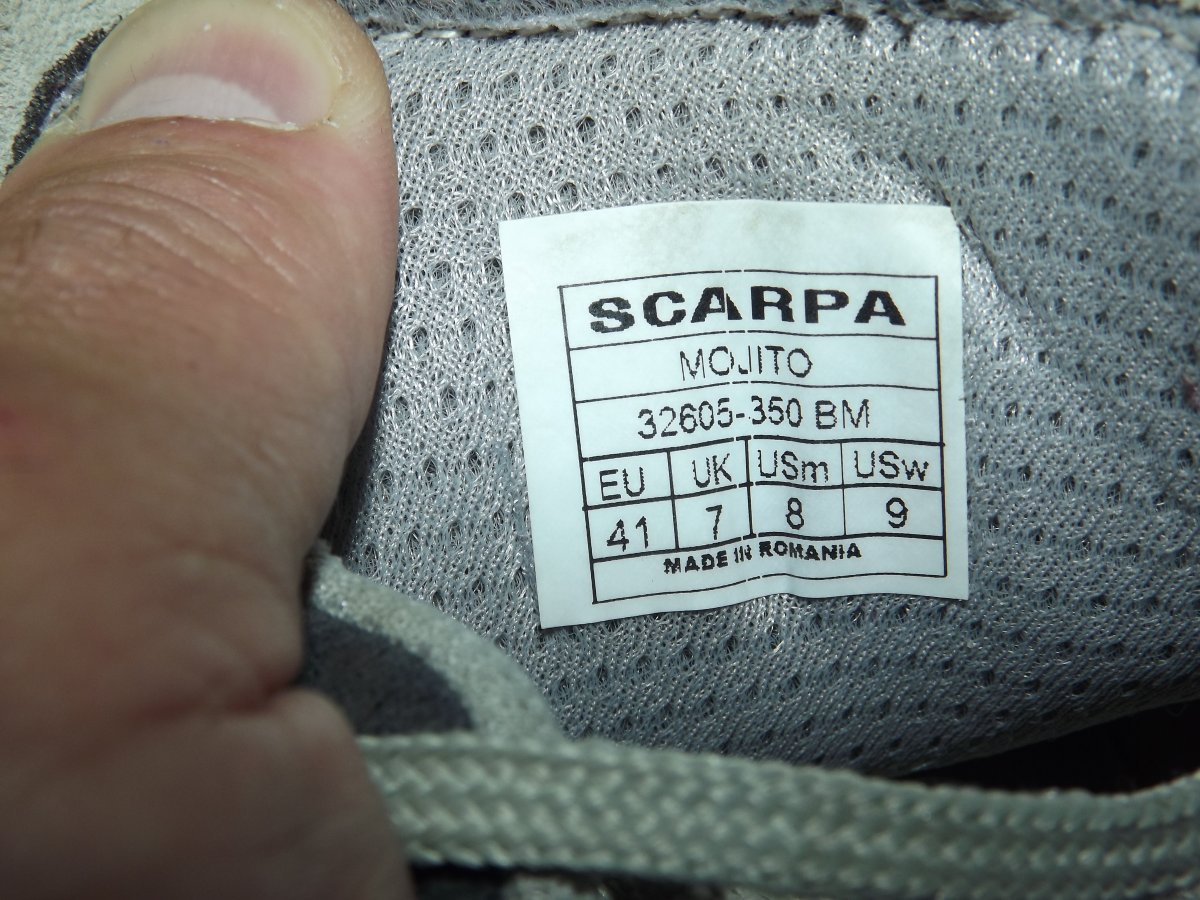 SCARPA
MOJITO
32605-350 BM
EU UK USm USw
41 7 8 9
MADE IN ROMANIA